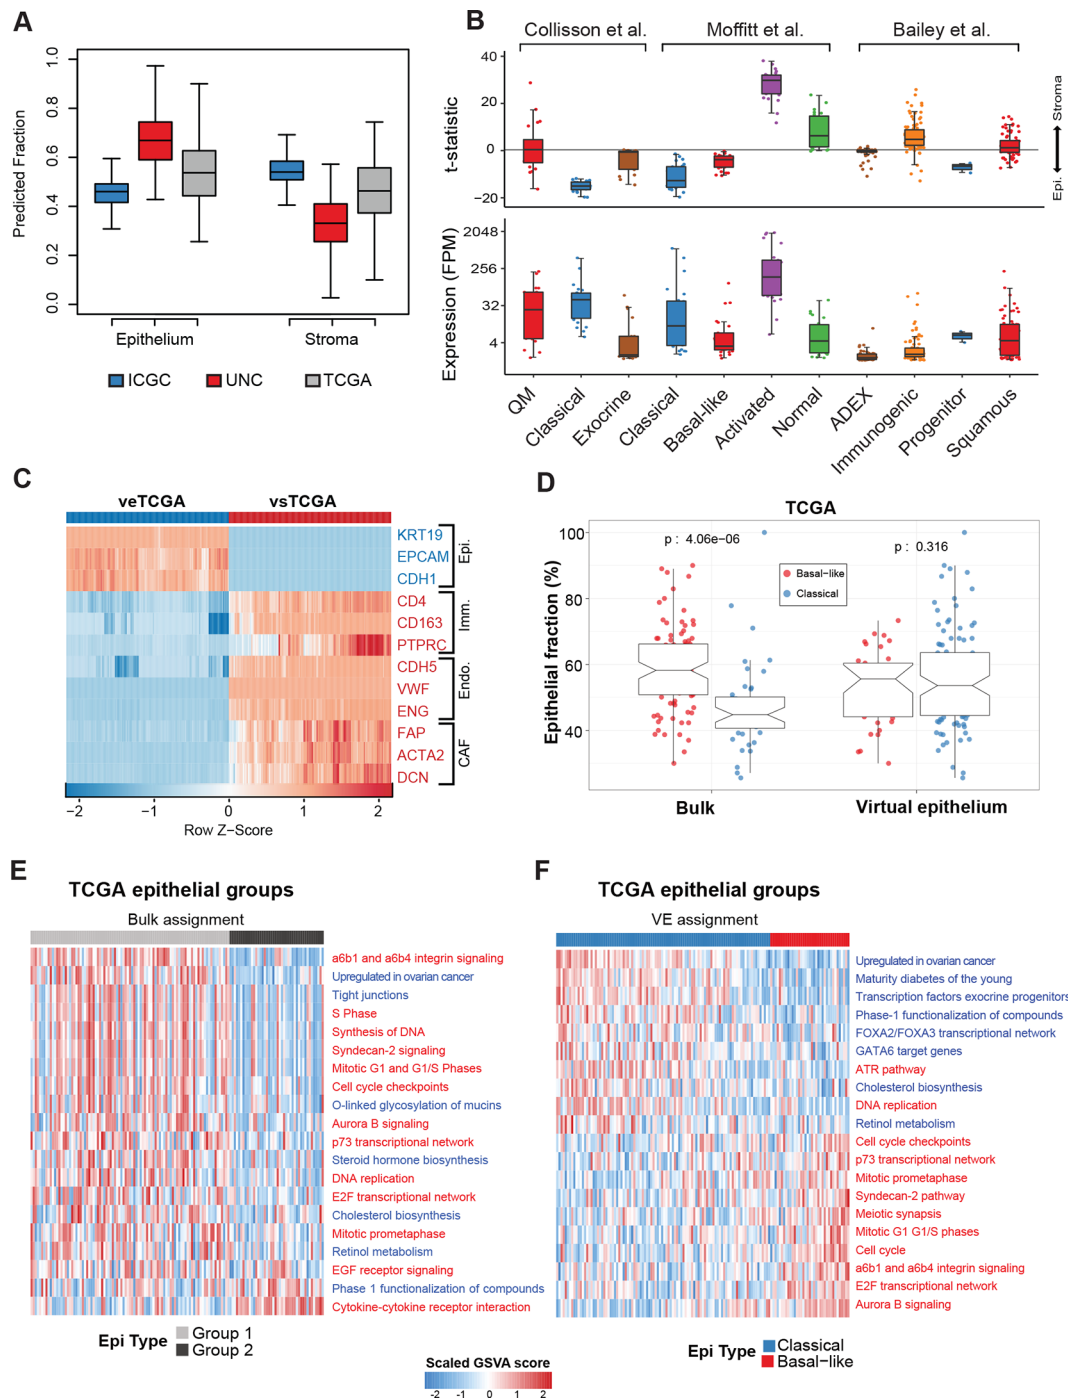 A
Predicted Fraction
1.0
0.8
0.6
0.4
0.2
0.0
Epithelium
Stroma
ICGC
UNC
TCGA
B
Collisson et al.
Moffitt et al.
Bailey et al.
t-statistic
40
20
0
−20
Epi.
Stroma
Expression (FPM)
2048
256
32
4
QM
Classical
Exocrine
Classical
Basal-like
Activated
Normal
ADEX
Immunogenic
Progenitor
Squamous
C
veTCGA
vsTCGA
KRT19
EPCAM
CDH1
Epi.
CD4
CD163
PTPRC
Imm.
CDH5
VWF
ENG
Endo.
FAP
ACTA2
DCN
CAF
−2
−1
0
1
2
Row Z−Score
D
TCGA
Epithelial fraction (%)
100
80
60
40
p : 4.06e−06
p : 0.316
Basal−like
Classical
Bulk
Virtual epithelium
E
TCGA epithelial groups
Bulk assignment
a6b1 and a6b4 integrin signaling
Upregulated in ovarian cancer
Tight junctions
S Phase
Synthesis of DNA
Syndecan-2 signaling
Mitotic G1 and G1/S Phases
Cell cycle checkpoints
O-linked glycosylation of mucins
Aurora B signaling
p73 transcriptional network
Steroid hormone biosynthesis
DNA replication
E2F transcriptional network
Cholesterol biosynthesis
Mitotic prometaphase
Retinol metabolism
EGF receptor signaling
Phase 1 functionalization of compounds
Cytokine-cytokine receptor interaction
Epi Type
Group 1
Group 2
F
TCGA epithelial groups
VE assignment
Upregulated in ovarian cancer
Maturity diabetes of the young
Transcription factors exocrine progenitors
Phase-1 functionalization of compounds
FOXA2/FOXA3 transcriptional network
GATA6 target genes
ATR pathway
Cholesterol biosynthesis
DNA replication
Retinol metabolism
Cell cycle checkpoints
p73 transcriptional network
Mitotic prometaphase
Syndecan-2 pathway
Meiotic synapsis
Mitotic G1 G1/S phases
Cell cycle
a6b1 and a6b4 integrin signaling
E2F transcriptional network
Aurora B signaling
Epi Type
Classical
Basal−like
Scaled GSVA score
-2
-1
0
1
2